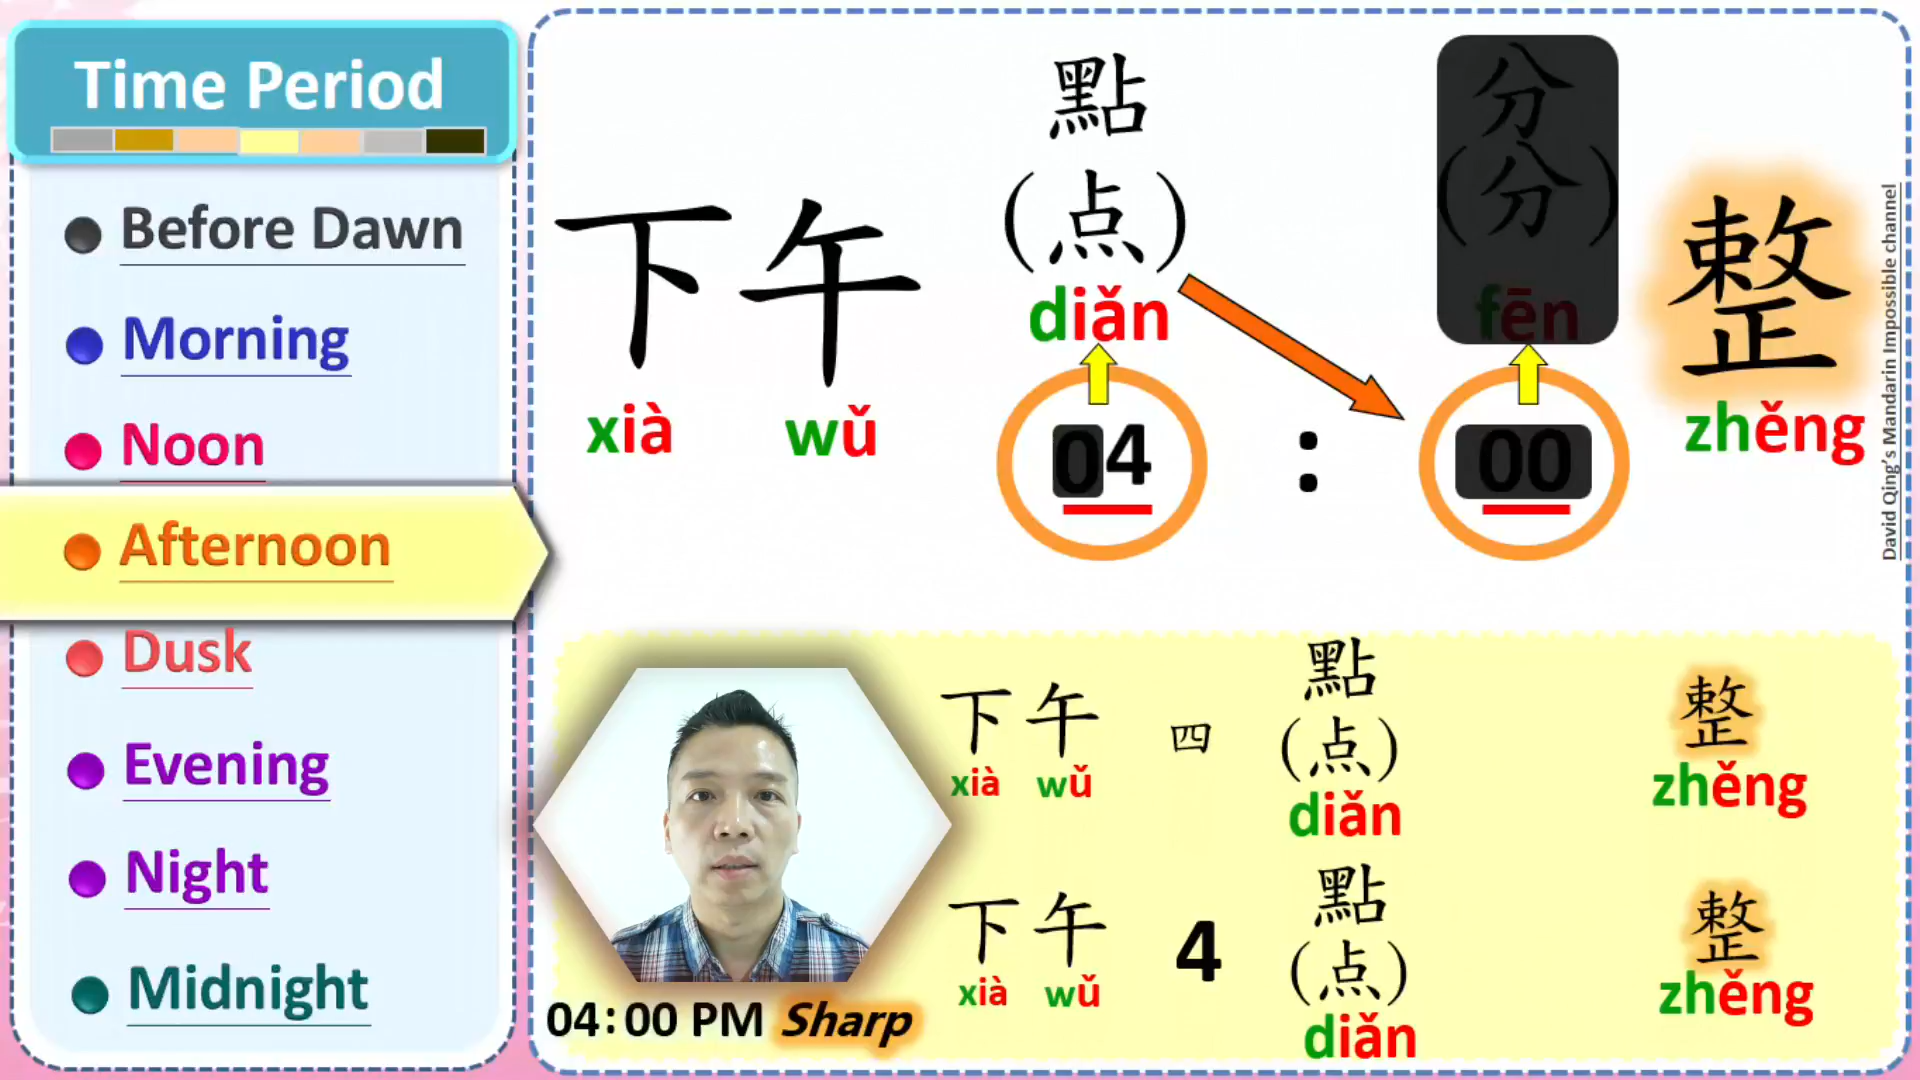 Time Period
Before Dawn
Morning
Noon
Afternoon
Dusk
Evening
Night
Midnight
下午
xià wǔ
點
(点)
diǎn
04 : 00
分
(分)
fēn
整
zhěng
David Qing's Mandarin Impossible channel
下午 四 點 整
(点)
xià wǔ diǎn zhěng
下午 4 點 整
(点)
xià wǔ diǎn zhěng
04:00 PM Sharp